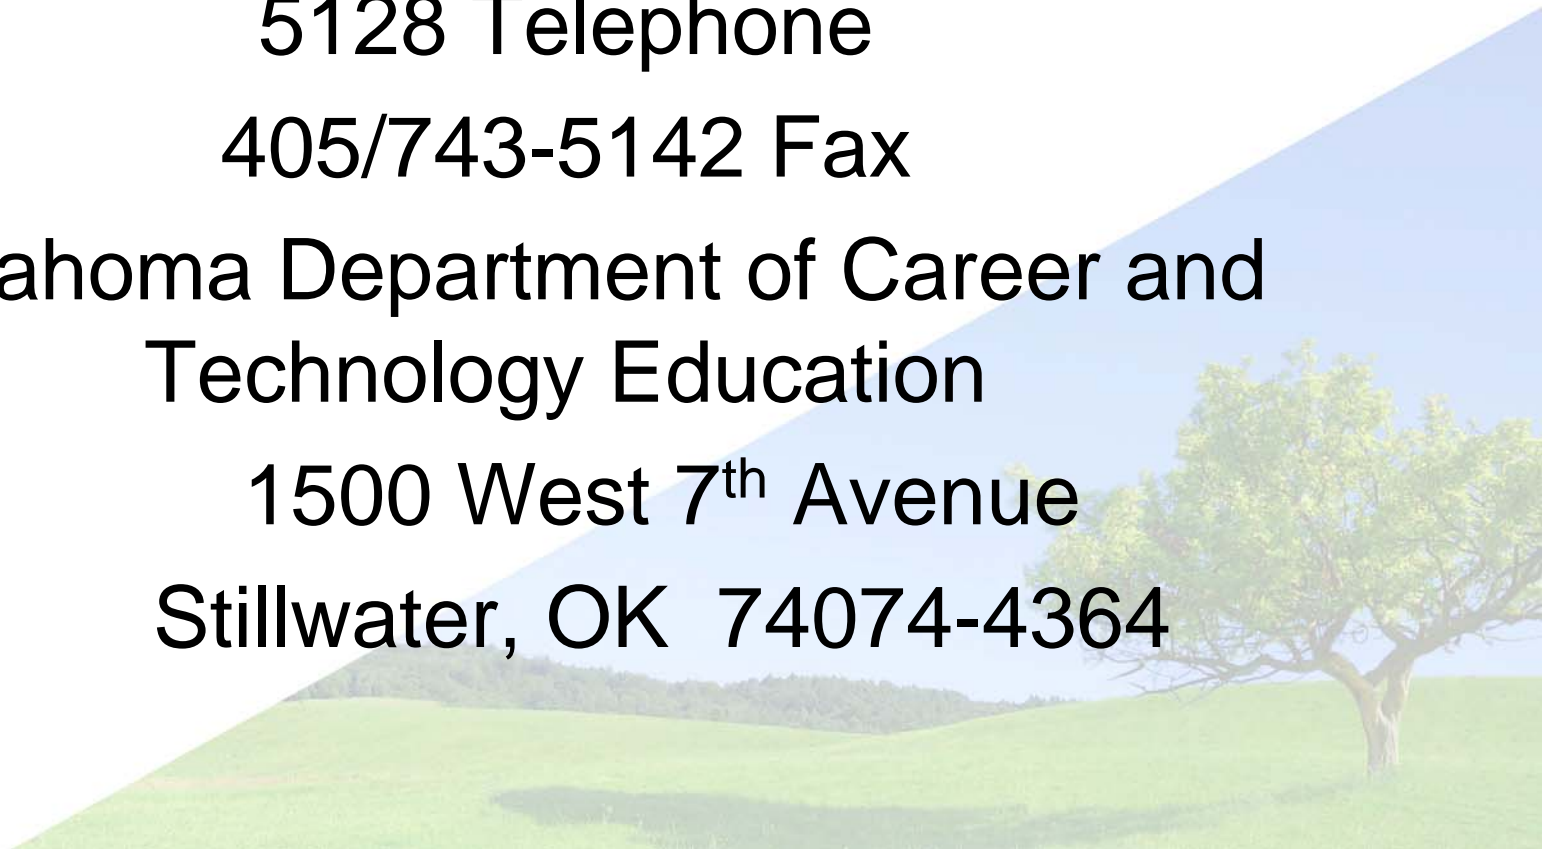 5128 Telephone
405/743-5142 Fax
ahoma Department of Career and
Technology Education
1500 West 7th Avenue
Stillwater, OK 74074-4364